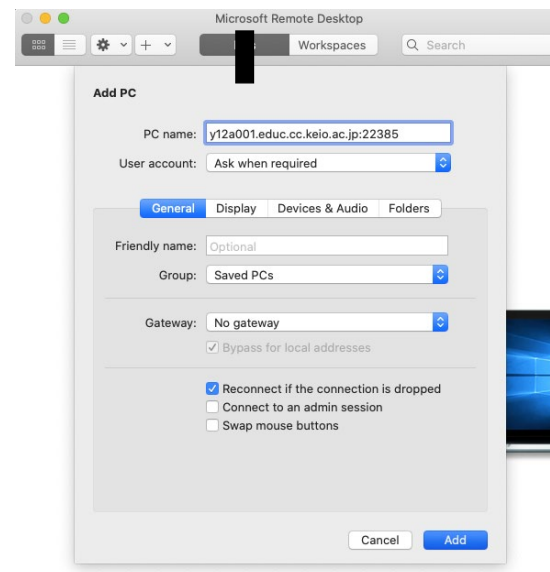 Microsoft Remote Desktop
Workspaces
Search
Add PC
PC name: y12a001.educ.cc.keio.ac.jp:22385
User account: Ask when required
General Display Devices & Audio Folders
Friendly name: Optional
Group: Saved PCs
Gateway: No gateway
Bypass for local addresses
Reconnect if the connection is dropped
Connect to an admin session
Swap mouse buttons
Cancel Add